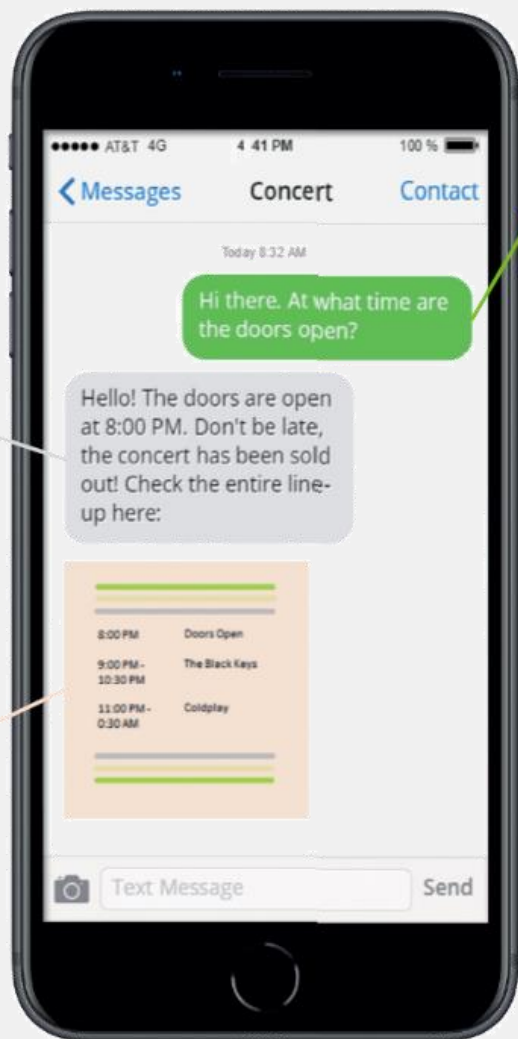 AT&T 4G 4 41 PM 100 %
Messages Concert Contact
Today 8:32 AM
Hi there. At what time are
the doors open?
Hello! The doors are open
at 8:00 PM. Don't be late,
the concert has been sold
out! Check the entire line-
up here:
8:00 PM Doors Open
9:00 PM - The Black Keys
10:30 PM
11:00 PM - Coldplay
0:30 AM
Text Message Send